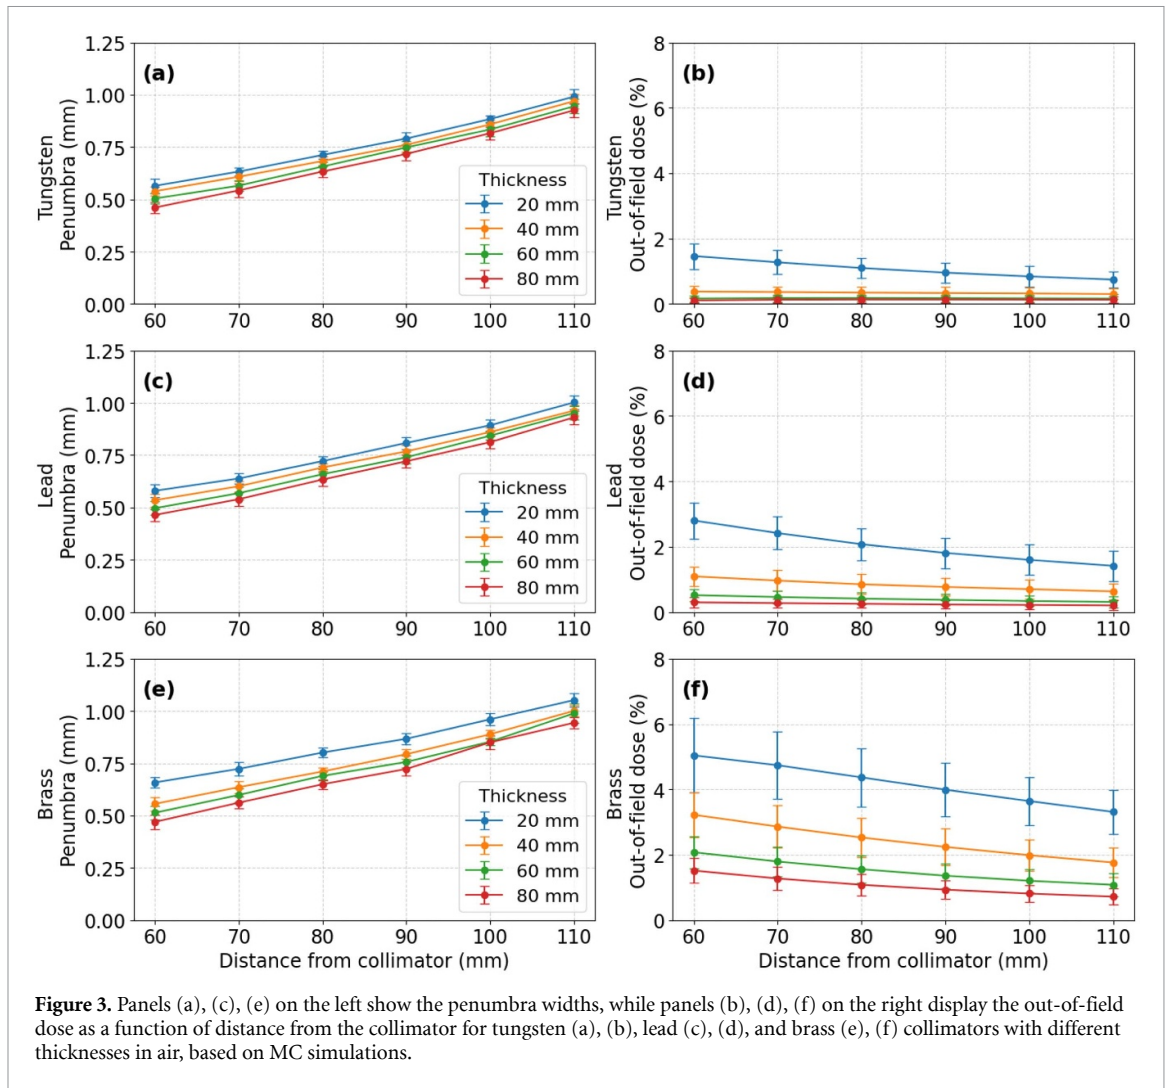 1.25
1.00
0.75
0.50
0.25
0.00
Tungsten
Penumbra (mm)
(a)
Thickness
20 mm
40 mm
60 mm
80 mm
60 70 80 90 100 110
8
6
4
2
0
Tungsten
Out-of-field dose (%)
(b)
60 70 80 90 100 110
1.25
1.00
0.75
0.50
0.25
0.00
Lead
Penumbra (mm)
(c)
Thickness
20 mm
40 mm
60 mm
80 mm
60 70 80 90 100 110
8
6
4
2
0
Lead
Out-of-field dose (%)
(d)
60 70 80 90 100 110
1.25
1.00
0.75
0.50
0.25
0.00
Brass
Penumbra (mm)
(e)
Thickness
20 mm
40 mm
60 mm
80 mm
60 70 80 90 100 110
Distance from collimator (mm)
8
6
4
2
0
Brass
Out-of-field dose (%)
(f)
60 70 80 90 100 110
Distance from collimator (mm)
Figure 3. Panels (a), (c), (e) on the left show the penumbra widths, while panels (b), (d), (f) on the right display the out-of-field
dose as a function of distance from the collimator for tungsten (a), (b), lead (c), (d), and brass (e), (f) collimators with different
thicknesses in air, based on MC simulations.